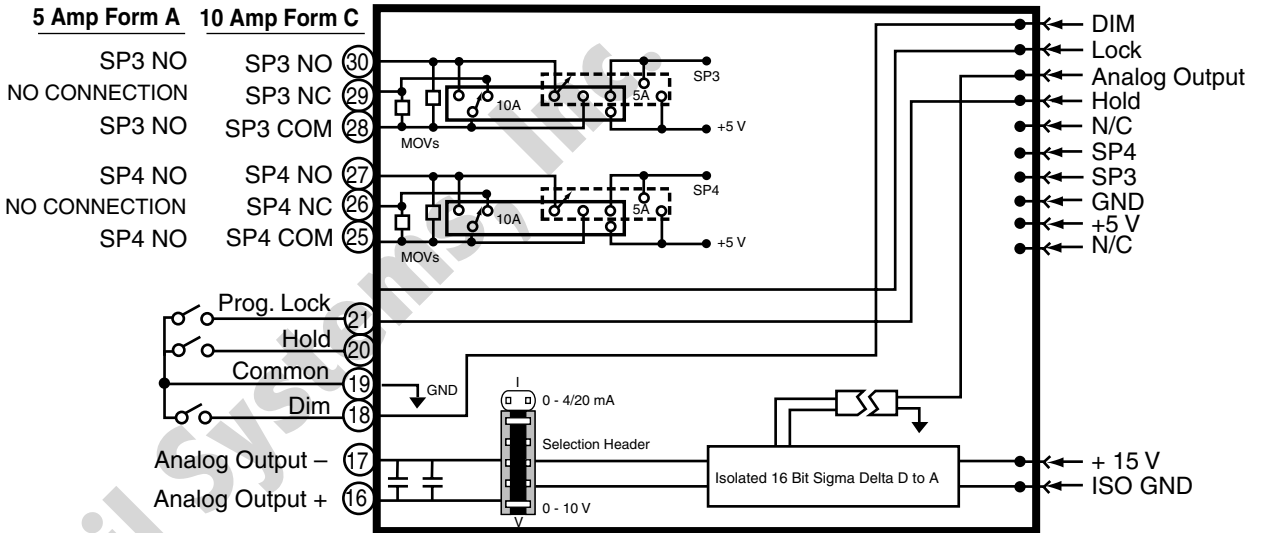 5 Amp Form A 10 Amp Form C
SP3 NO SP3 NO 30
NO CONNECTION SP3 NC 29
SP3 NO SP3 COM 28
SP4 NO SP4 NO 27
NO CONNECTION SP4 NC 26
SP4 NO SP4 COM 25
10A
5A
SP3
+5 V
MOVs
10A
5A
SP4
+5 V
MOVs
Prog. Lock 21
Hold 20
Common 19
GND
Dim 18
Analog Output – 17
Analog Output + 16
I
0 - 4/20 mA
Selection Header
0 - 10 V
V
Isolated 16 Bit Sigma Delta D to A
DIM
Lock
Analog Output
Hold
N/C
SP4
SP3
GND
+5 V
N/C
+ 15 V
ISO GND
il Systems, Inc.